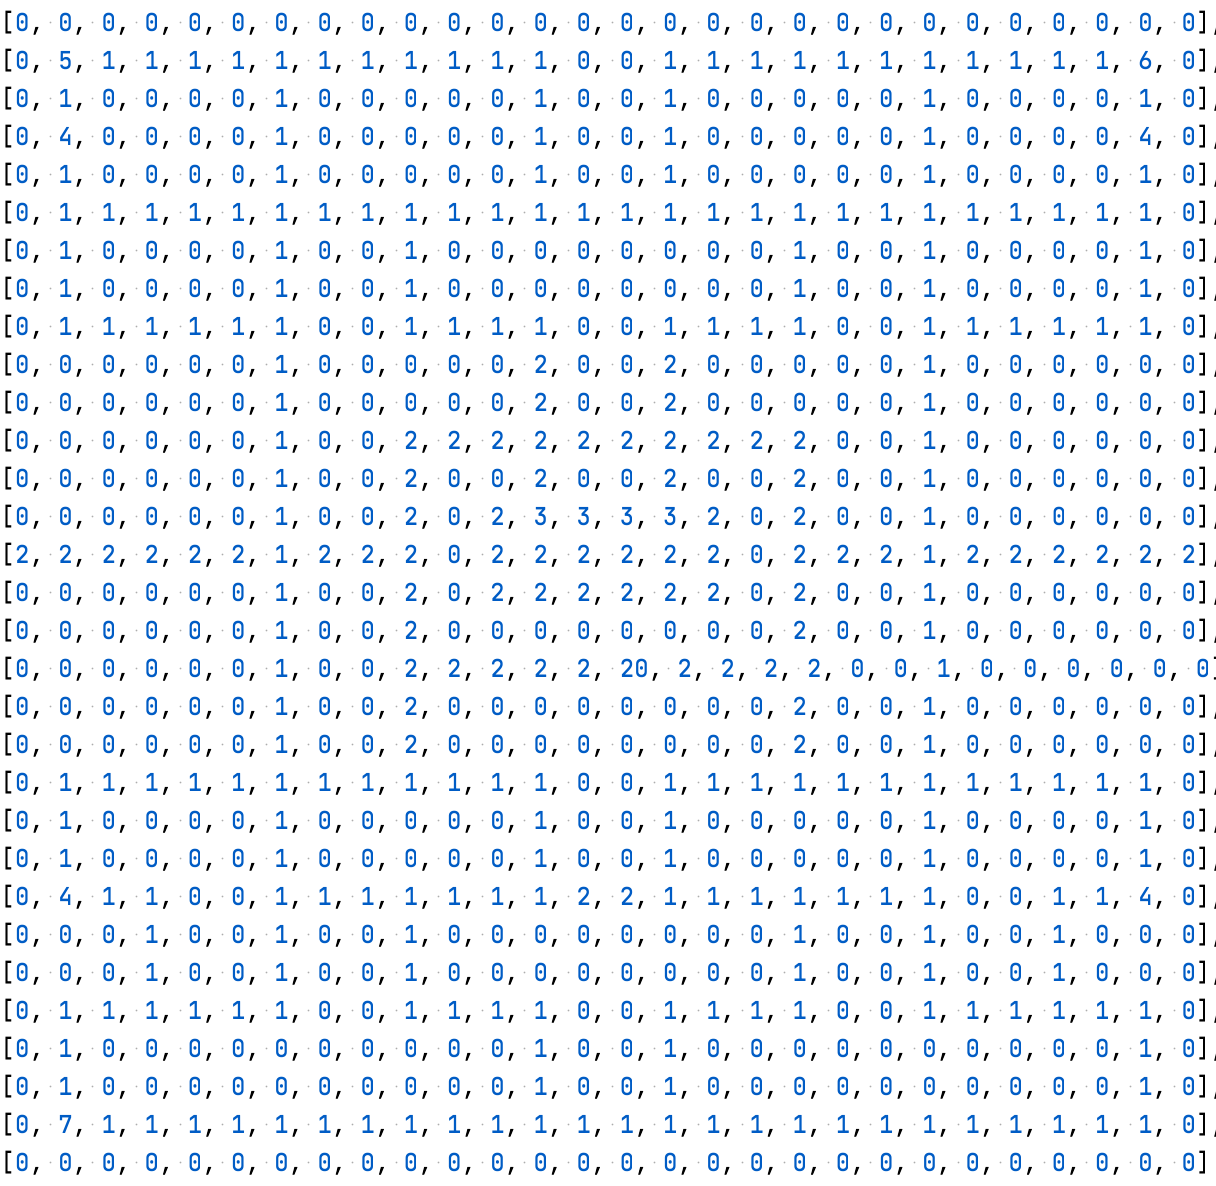 [0, 0, 0, 0, 0, 0, 0, 0, 0, 0, 0, 0, 0, 0, 0, 0, 0, 0, 0, 0, 0, 0, 0, 0, 0, 0, 0, 0],
[0, 5, 1, 1, 1, 1, 1, 1, 1, 1, 1, 1, 1, 0, 0, 1, 1, 1, 1, 1, 1, 1, 1, 1, 1, 1, 6, 0],
[0, 1, 0, 0, 0, 0, 1, 0, 0, 0, 0, 0, 1, 0, 0, 1, 0, 0, 0, 0, 0, 1, 0, 0, 0, 0, 1, 0],
[0, 4, 0, 0, 0, 0, 1, 0, 0, 0, 0, 0, 1, 0, 0, 1, 0, 0, 0, 0, 0, 1, 0, 0, 0, 0, 4, 0],
[0, 1, 0, 0, 0, 0, 1, 0, 0, 0, 0, 0, 1, 0, 0, 1, 0, 0, 0, 0, 0, 1, 0, 0, 0, 0, 1, 0],
[0, 1, 1, 1, 1, 1, 1, 1, 1, 1, 1, 1, 1, 1, 1, 1, 1, 1, 1, 1, 1, 1, 1, 1, 1, 1, 1, 0],
[0, 1, 0, 0, 0, 0, 1, 0, 0, 1, 0, 0, 0, 0, 0, 0, 0, 0, 1, 0, 0, 1, 0, 0, 0, 0, 1, 0],
[0, 1, 0, 0, 0, 0, 1, 0, 0, 1, 0, 0, 0, 0, 0, 0, 0, 0, 1, 0, 0, 1, 0, 0, 0, 0, 1, 0],
[0, 1, 1, 1, 1, 1, 1, 0, 0, 1, 1, 1, 1, 0, 0, 1, 1, 1, 1, 0, 0, 1, 1, 1, 1, 1, 1, 0],
[0, 0, 0, 0, 0, 0, 1, 0, 0, 0, 0, 0, 2, 0, 0, 2, 0, 0, 0, 0, 0, 1, 0, 0, 0, 0, 0, 0],
[0, 0, 0, 0, 0, 0, 1, 0, 0, 0, 0, 0, 2, 0, 0, 2, 0, 0, 0, 0, 0, 1, 0, 0, 0, 0, 0, 0],
[0, 0, 0, 0, 0, 0, 1, 0, 0, 2, 2, 2, 2, 2, 2, 2, 2, 2, 2, 0, 0, 1, 0, 0, 0, 0, 0, 0],
[0, 0, 0, 0, 0, 0, 1, 0, 0, 2, 0, 0, 2, 0, 0, 2, 0, 0, 2, 0, 0, 1, 0, 0, 0, 0, 0, 0],
[0, 0, 0, 0, 0, 0, 1, 0, 0, 2, 0, 2, 3, 3, 3, 3, 2, 0, 2, 0, 0, 1, 0, 0, 0, 0, 0, 0],
[2, 2, 2, 2, 2, 2, 1, 2, 2, 2, 0, 2, 2, 2, 2, 2, 2, 0, 2, 2, 2, 1, 2, 2, 2, 2, 2, 2],
[0, 0, 0, 0, 0, 0, 1, 0, 0, 2, 0, 2, 2, 2, 2, 2, 2, 0, 2, 0, 0, 1, 0, 0, 0, 0, 0, 0],
[0, 0, 0, 0, 0, 0, 1, 0, 0, 2, 0, 0, 0, 0, 0, 0, 0, 0, 2, 0, 0, 1, 0, 0, 0, 0, 0, 0],
[0, 0, 0, 0, 0, 0, 1, 0, 0, 2, 2, 2, 2, 2, 20, 2, 2, 2, 2, 0, 0, 1, 0, 0, 0, 0, 0, 0]
[0, 0, 0, 0, 0, 0, 1, 0, 0, 2, 0, 0, 0, 0, 0, 0, 0, 0, 2, 0, 0, 1, 0, 0, 0, 0, 0, 0],
[0, 0, 0, 0, 0, 0, 1, 0, 0, 2, 0, 0, 0, 0, 0, 0, 0, 0, 2, 0, 0, 1, 0, 0, 0, 0, 0, 0],
[0, 1, 1, 1, 1, 1, 1, 1, 1, 1, 1, 1, 1, 0, 0, 1, 1, 1, 1, 1, 1, 1, 1, 1, 1, 1, 1, 0],
[0, 1, 0, 0, 0, 0, 1, 0, 0, 0, 0, 0, 1, 0, 0, 1, 0, 0, 0, 0, 0, 1, 0, 0, 0, 0, 1, 0],
[0, 1, 0, 0, 0, 0, 1, 0, 0, 0, 0, 0, 1, 0, 0, 1, 0, 0, 0, 0, 0, 1, 0, 0, 0, 0, 1, 0],
[0, 4, 1, 1, 0, 0, 1, 1, 1, 1, 1, 1, 1, 2, 2, 1, 1, 1, 1, 1, 1, 1, 0, 0, 1, 1, 4, 0],
[0, 0, 0, 1, 0, 0, 1, 0, 0, 1, 0, 0, 0, 0, 0, 0, 0, 0, 1, 0, 0, 1, 0, 0, 1, 0, 0, 0],
[0, 0, 0, 1, 0, 0, 1, 0, 0, 1, 0, 0, 0, 0, 0, 0, 0, 0, 1, 0, 0, 1, 0, 0, 1, 0, 0, 0],
[0, 1, 1, 1, 1, 1, 1, 0, 0, 1, 1, 1, 1, 0, 0, 1, 1, 1, 1, 0, 0, 1, 1, 1, 1, 1, 1, 0],
[0, 1, 0, 0, 0, 0, 0, 0, 0, 0, 0, 0, 1, 0, 0, 1, 0, 0, 0, 0, 0, 0, 0, 0, 0, 0, 1, 0],
[0, 1, 0, 0, 0, 0, 0, 0, 0, 0, 0, 0, 1, 0, 0, 1, 0, 0, 0, 0, 0, 0, 0, 0, 0, 0, 1, 0],
[0, 7, 1, 1, 1, 1, 1, 1, 1, 1, 1, 1, 1, 1, 1, 1, 1, 1, 1, 1, 1, 1, 1, 1, 1, 1, 1, 0],
[0, 0, 0, 0, 0, 0, 0, 0, 0, 0, 0, 0, 0, 0, 0, 0, 0, 0, 0, 0, 0, 0, 0, 0, 0, 0, 0, 0]